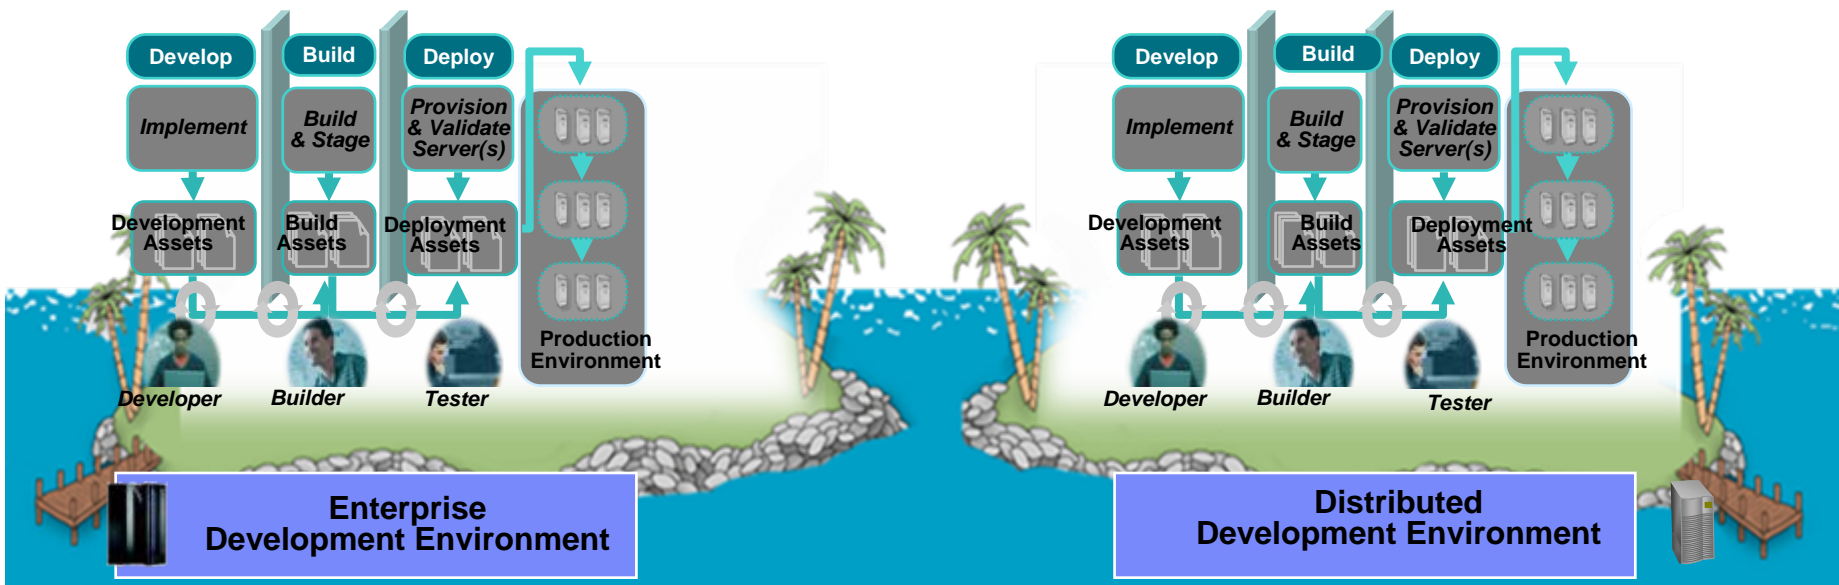 Develop
Build
Deploy
Implement
Build
& Stage
Provision
& Validate
Server(s)
Development
Assets
Build
Assets
Deployment
Assets
Production
Environment
Developer
Builder
Tester
Enterprise
Development Environment
Develop
Build
Deploy
Implement
Build
& Stage
Provision
& Validate
Server(s)
Development
Assets
Build
Assets
Deployment
Assets
Production
Environment
Developer
Builder
Tester
Distributed
Development Environment